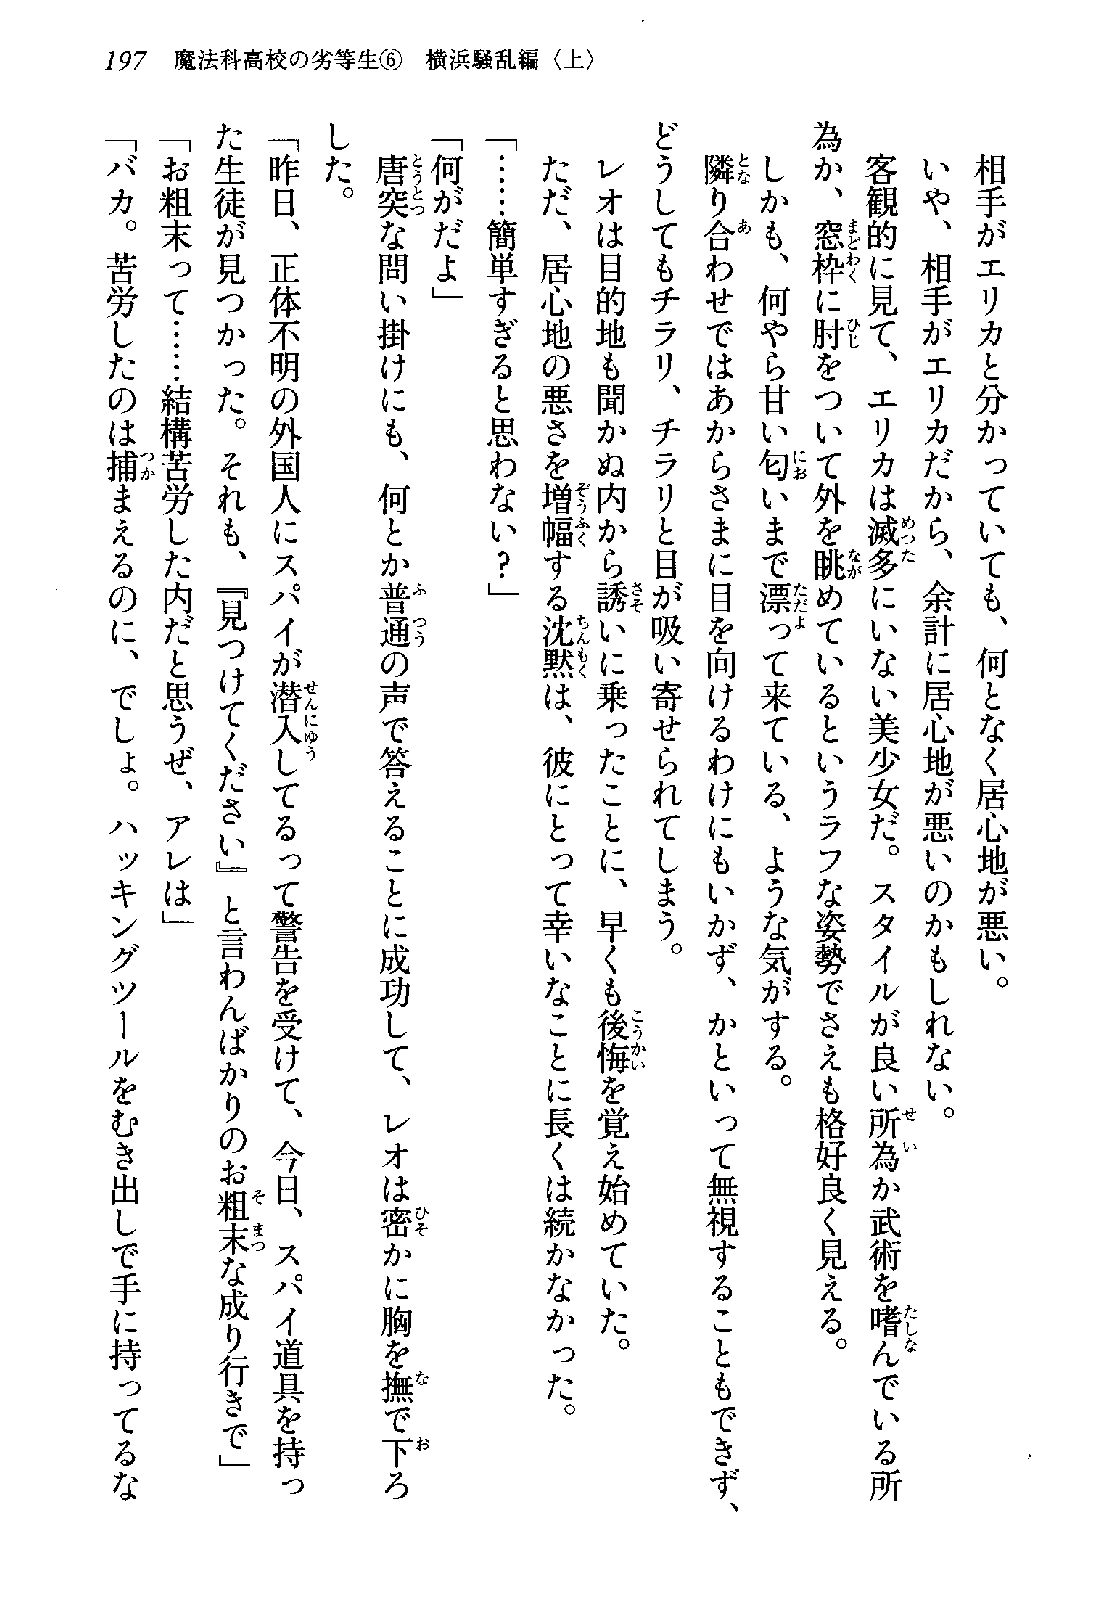 197　魔法科高校の劣等生⑥　横浜騒乱編〈上〉
相手がエリカと分かっていても、何となく居心地が悪い。
いや、相手がエリカだから、余計に居心地が悪いのかもしれない。
客観的に見て、エリカは滅多にいない美少女だ。スタイルが良い所為か武術を嗜んでいる所
為か、窓枠に肘をついて外を眺めているというラフな姿勢でさえも格好良く見える。
しかも、何やら甘い匂いまで漂って来ている、ような気がする。
隣り合わせではあからさまに目を向けるわけにもいかず、かといって無視することもできず、
どうしてもチラリ、チラリと目が吸い寄せられてしまう。
レオは目的地も聞かぬ内から誘いに乗ったことに、早くも後悔を覚え始めていた。
ただ、居心地の悪さを増幅する沈黙は、彼にとって幸いなことに長くは続かなかった。
「……簡単すぎると思わない？」
「何がだよ」
唐突な問い掛けにも、何とか普通の声で答えることに成功して、レオは密かに胸を撫で下ろ
した。
「昨日、正体不明の外国人にスパイが潜入してるって警告を受けて、今日、スパイ道具を持っ
た生徒が見つかった。それも、『見つけてください』と言わんばかりのお粗末な成り行きで」
「お粗末って……結構苦労した内だと思うぜ、アレは」
「バカ。苦労したのは捕まえるのに、でしょ。ハッキングツールをむき出しで手に持ってるな